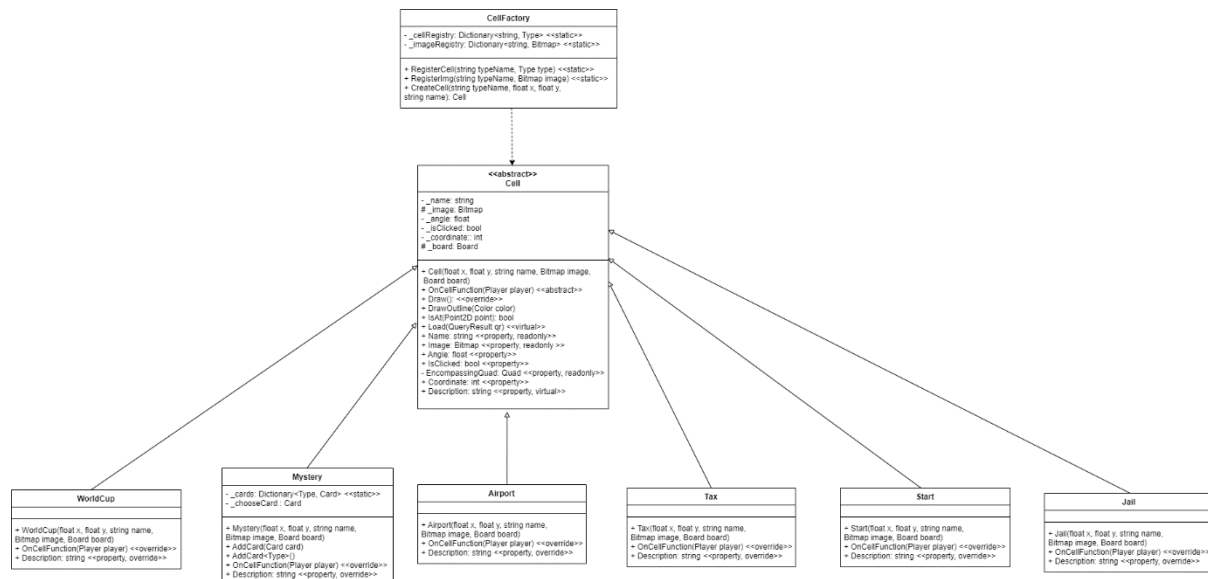 CellFactory
- _cellRegistry: Dictionary<string, Type> <<static>>
- _imageRegistry: Dictionary<string, Bitmap> <<static>>
+ RegisterCell(string typeName, Type type) <<static>>
+ RegisterImg(string typeName, Bitmap image) <<static>>
+ CreateCell(string typeName, float x, float y,
string name): Cell
<<abstract>>
Cell
- _name: string
# _image: Bitmap
- _angle: float
- _isClicked: bool
- _coordinate:: int
# _board: Board
+ Cell(float x, float y, string name, Bitmap image,
Board board)
+ OnCellFunction(Player player) <<abstract>>
+ Draw(): <<override>>
+ DrawOutline(Color color)
+ IsAt(Point2D point): bool
+ Load(QueryResult qr) <<virtual>>
+ Name: string <<property, readonly>>
+ Image: Bitmap <<property, readonly >>
+ Angle: float <<property>>
+ IsClicked: bool <<property>>
- EncompassingQuad: Quad <<property, readonly>>
+ Coordinate: int <<property>>
+ Description: string <<property, virtual>>
WorldCup
+ WorldCup(float x, float y, string name,
Bitmap image, Board board)
+ OnCellFunction(Player player) <<override>>
+ Description: string <<property, override>>
Mystery
- _cards: Dictionary<Type, Card> <<static>>
- _chooseCard : Card
+ Mystery(float x, float y, string name,
Bitmap image, Board board)
+ AddCard(Card card)
+ AddCard<Type>()
+ OnCellFunction(Player player) <<override>>
+ Description: string <<property, override>>
Airport
+ Airport(float x, float y, string name,
Bitmap image, Board board)
+ OnCellFunction(Player player) <<override>>
+ Description: string <<property, override>>
Tax
+ Tax(float x, float y, string name,
Bitmap image, Board board)
+ OnCellFunction(Player player) <<override>>
+ Description: string <<property, override>>
Start
+ Start(float x, float y, string name,
Bitmap image, Board board)
+ OnCellFunction(Player player) <<override>>
+ Description: string <<property, override>>
Jail
+ Jail(float x, float y, string name,
Bitmap image, Board board)
+ OnCellFunction(Player player) <<override>>
+ Description: string <<property, override>>